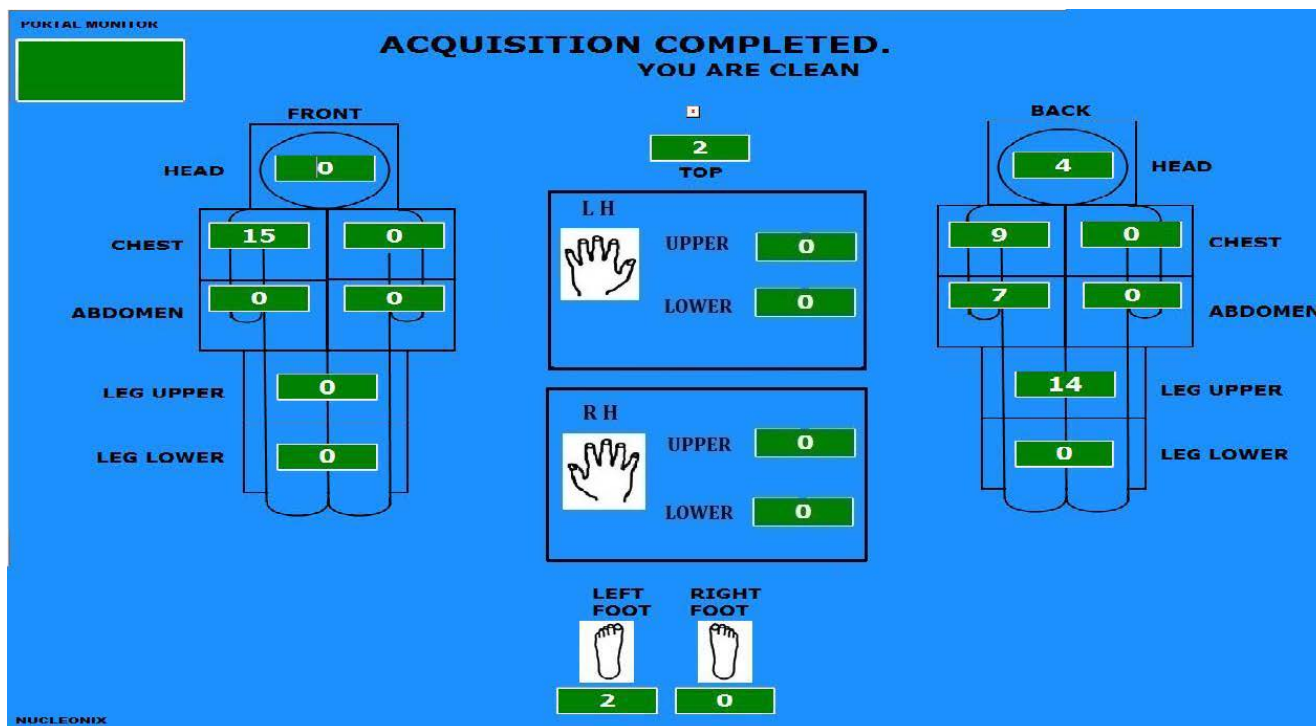 PORTAL MONITOR
ACQUISITION COMPLETED.
YOU ARE CLEAN
FRONT
HEAD 0
CHEST 15 0
ABDOMEN 0 0
LEG UPPER 0
LEG LOWER 0
2
TOP
L H
UPPER 0
LOWER 0
R H
UPPER 0
LOWER 0
LEFT FOOT
RIGHT FOOT
2 0
BACK
4 HEAD
9 0 CHEST
7 0 ABDOMEN
14 LEG UPPER
0 LEG LOWER
NUCLEONIX